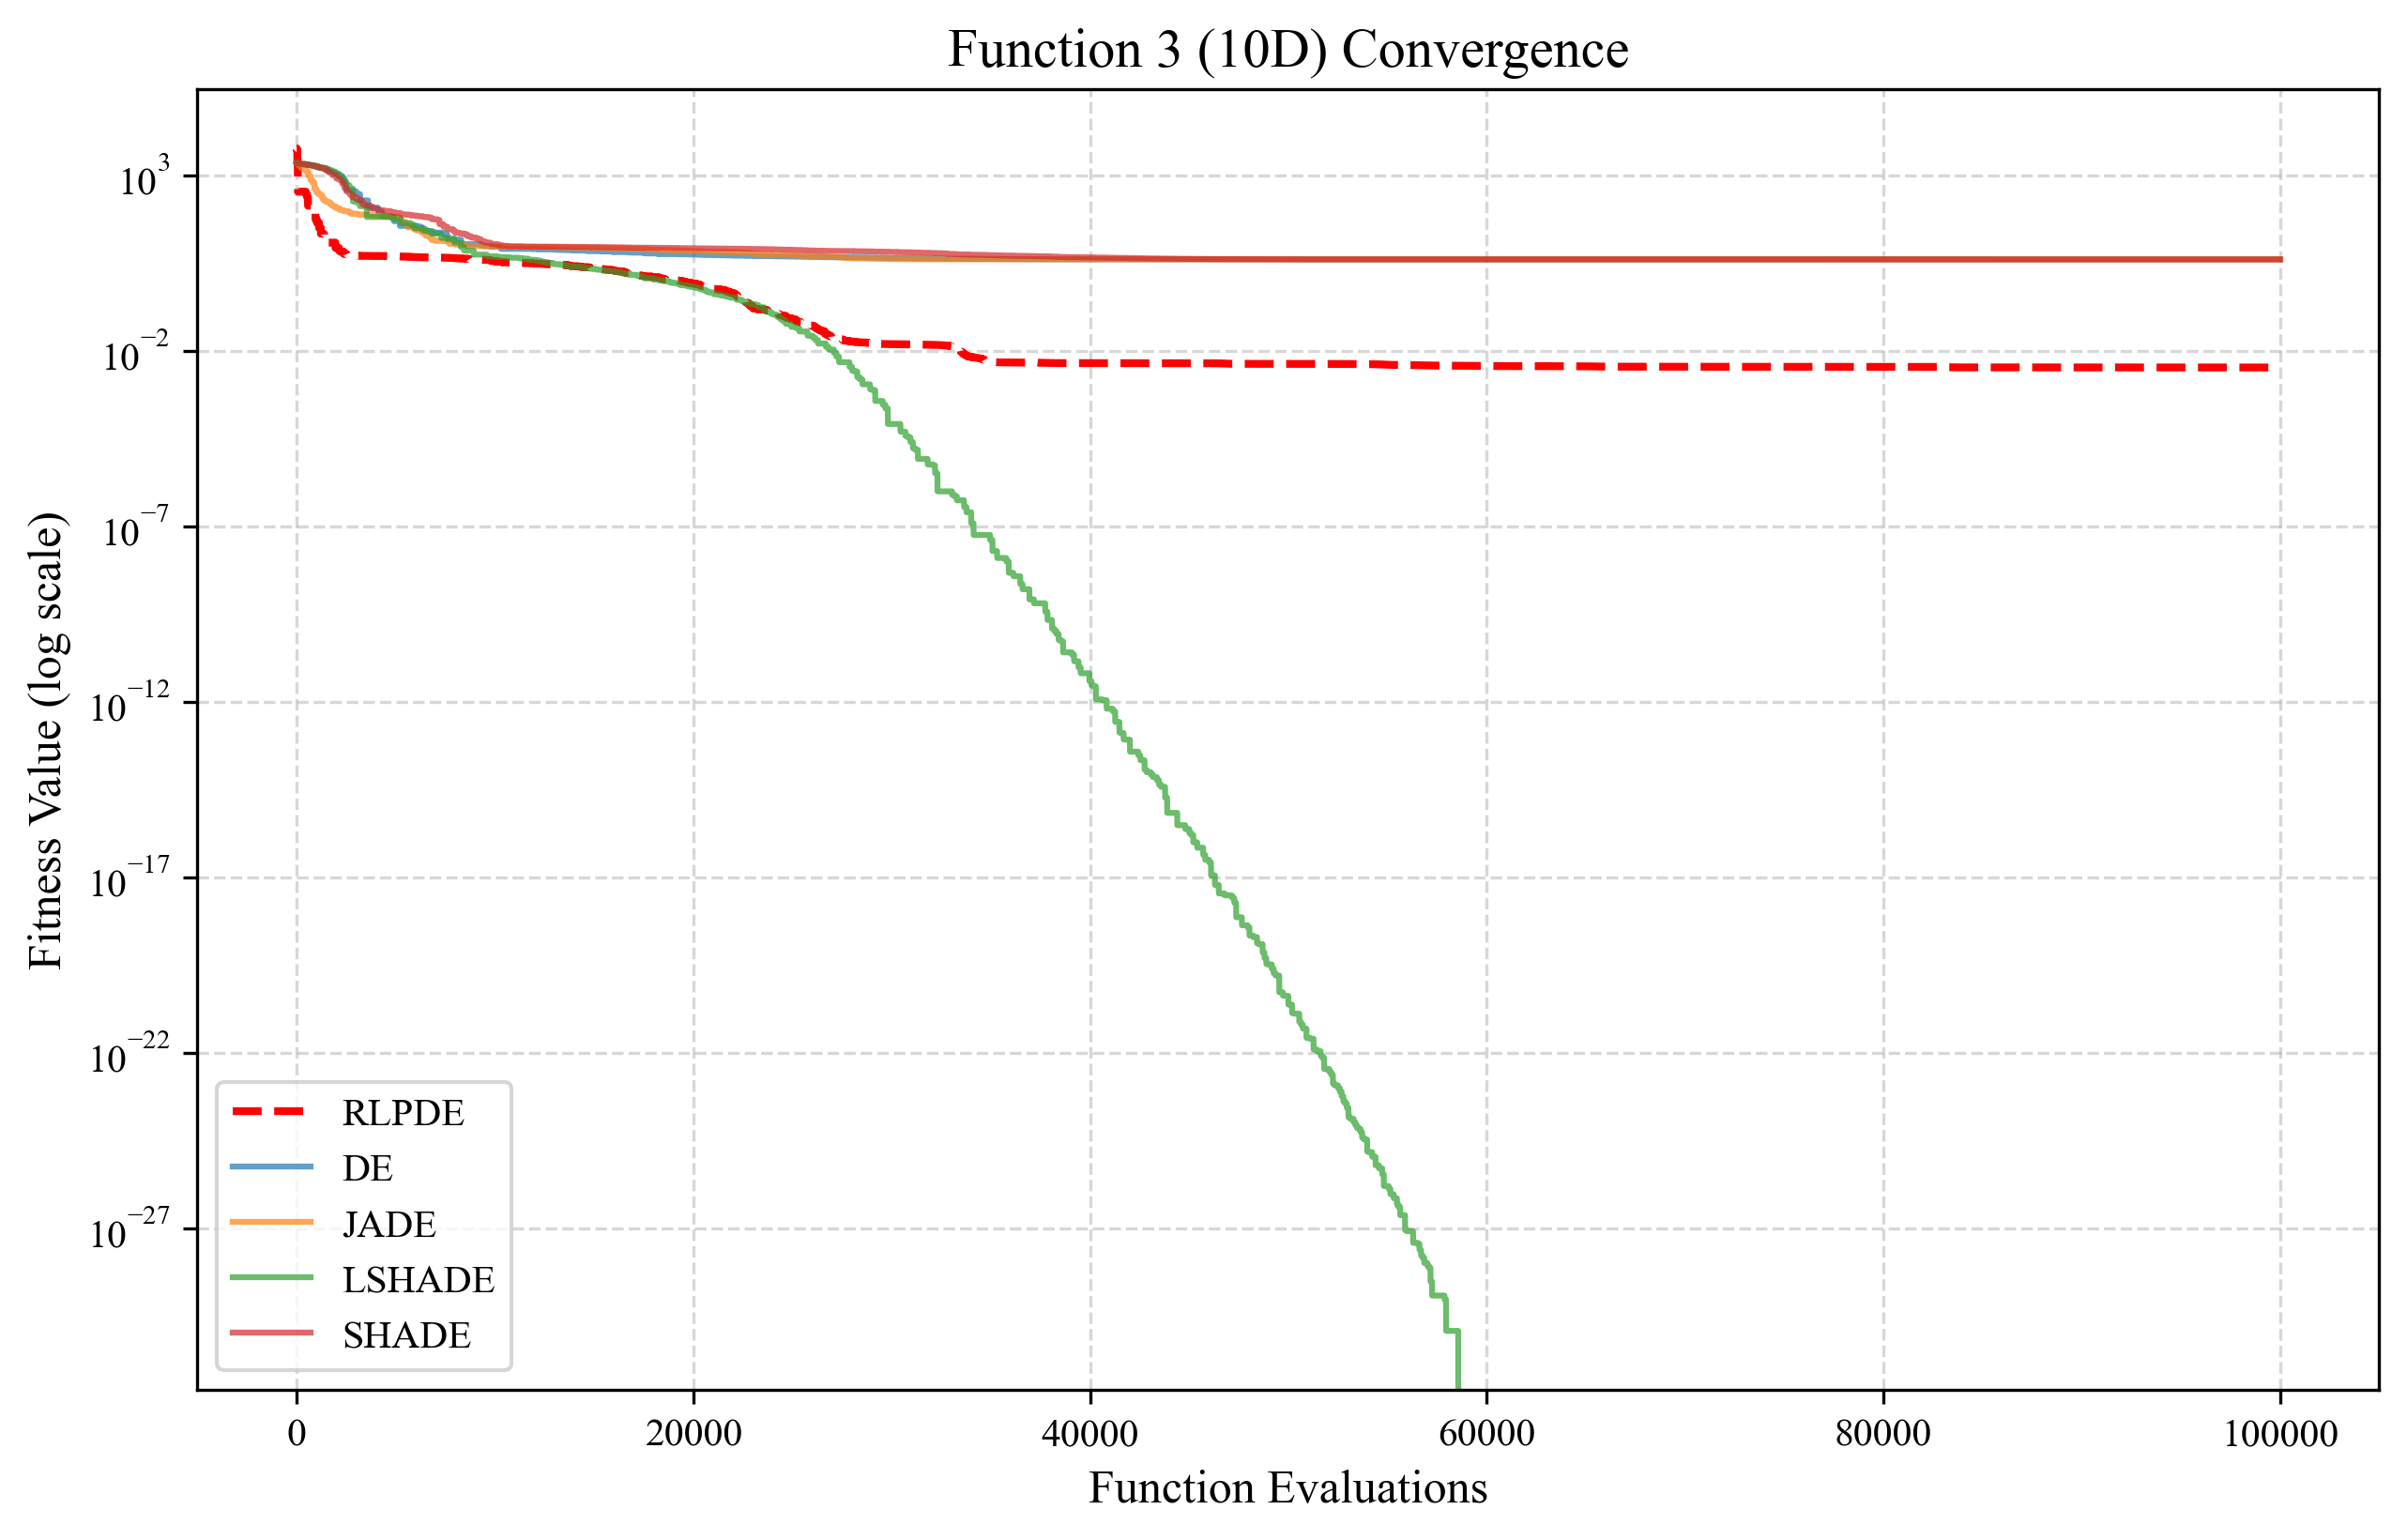 Function 3 (10D) Convergence
Fitness Value (log scale)
10^3
10^−2
10^−7
10^−12
10^−17
10^−22
10^−27
RLPDE
DE
JADE
LSHADE
SHADE
0 20000 40000 60000 80000 100000
Function Evaluations